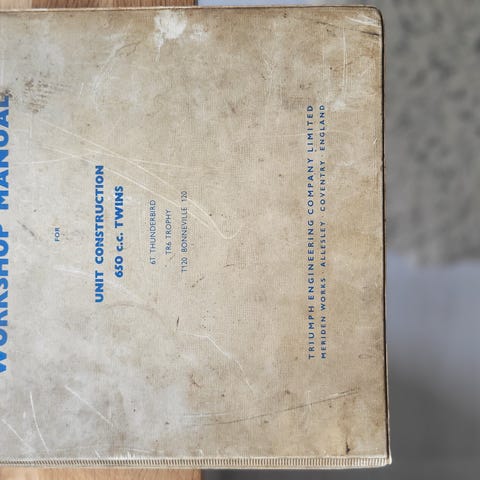 WORKSHOP MANUAL
FOR
UNIT CONSTRUCTION
650 c.c. TWINS
6T THUNDERBIRD
TR6 TROPHY
T120 BONNEVILLE 120
TRIUMPH ENGINEERING COMPANY LIMITED
MERIDEN WORKS · ALLESLEY · COVENTRY · ENGLAND